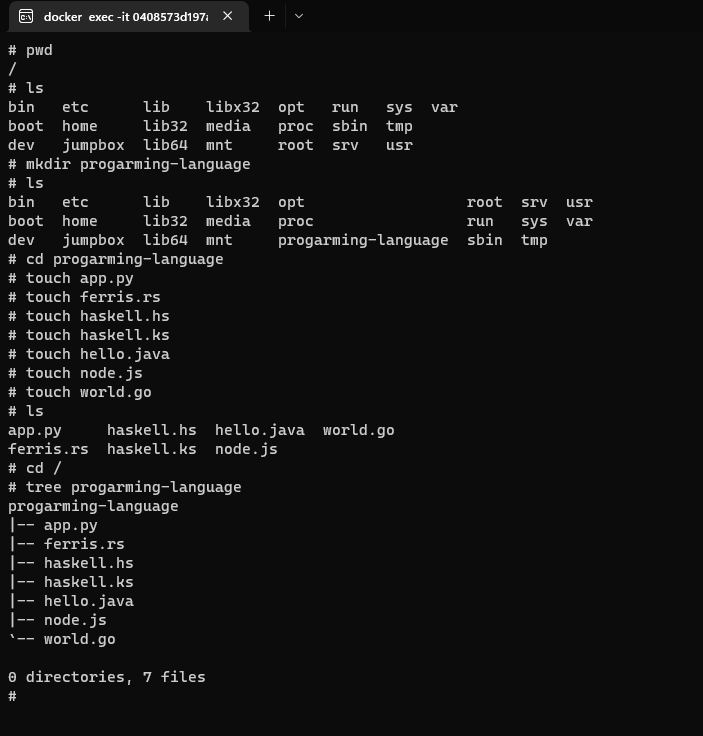 docker exec -it 0408573d197
# pwd
/
# ls
bin   etc      lib    libx32  opt   run   sys  var
boot  home     lib32  media   proc  sbin  tmp
dev   jumpbox  lib64  mnt     root  srv   usr
# mkdir progarming-language
# ls
bin   etc      lib    libx32  opt                  root  srv  usr
boot  home     lib32  media   proc                 run   sys  var
dev   jumpbox  lib64  mnt     progarming-language  sbin  tmp
# cd progarming-language
# touch app.py
# touch ferris.rs
# touch haskell.hs
# touch haskell.ks
# touch hello.java
# touch node.js
# touch world.go
# ls
app.py     haskell.hs  hello.java  world.go
ferris.rs  haskell.ks  node.js
# cd /
# tree progarming-language
progarming-language
|-- app.py
|-- ferris.rs
|-- haskell.hs
|-- haskell.ks
|-- hello.java
|-- node.js
`-- world.go
0 directories, 7 files
#